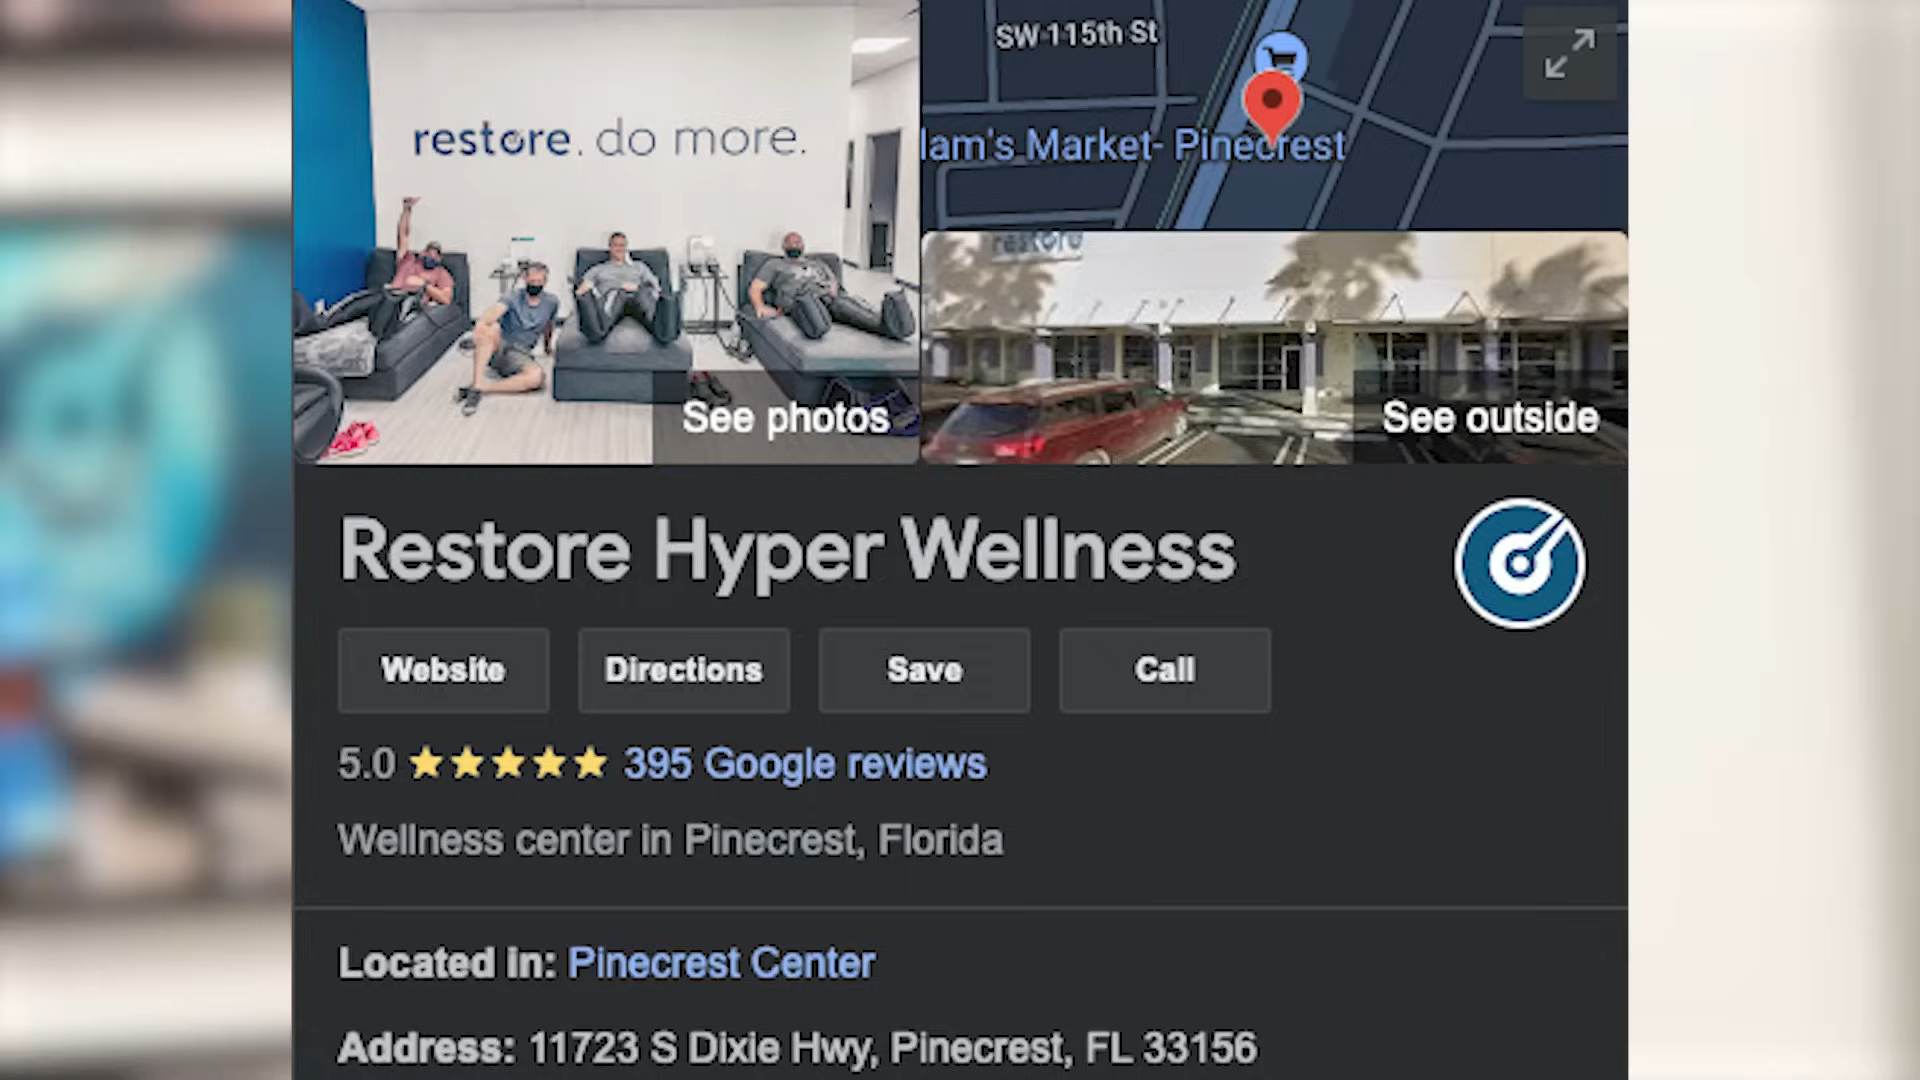 restore. do more.
SW 115th St
lam's Market- Pinecrest
restore
See photos
See outside
Restore Hyper Wellness
Website
Directions
Save
Call
5.0 395 Google reviews
Wellness center in Pinecrest, Florida
Located in: Pinecrest Center
Address: 11723 S Dixie Hwy, Pinecrest, FL 33156